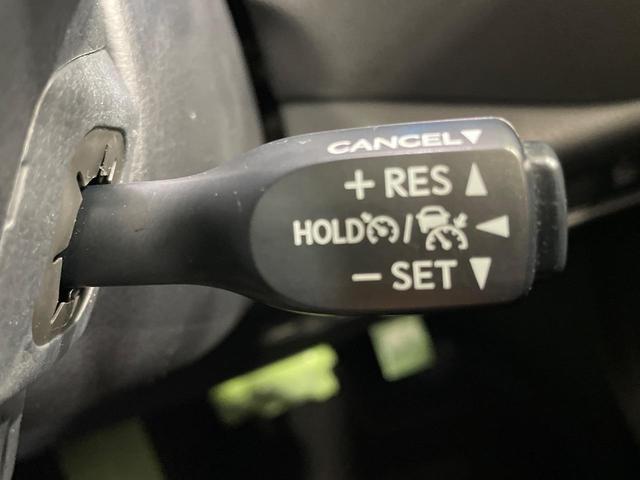 CANCEL▼
+ RES ▲
HOLD / ◀
− SET ▼